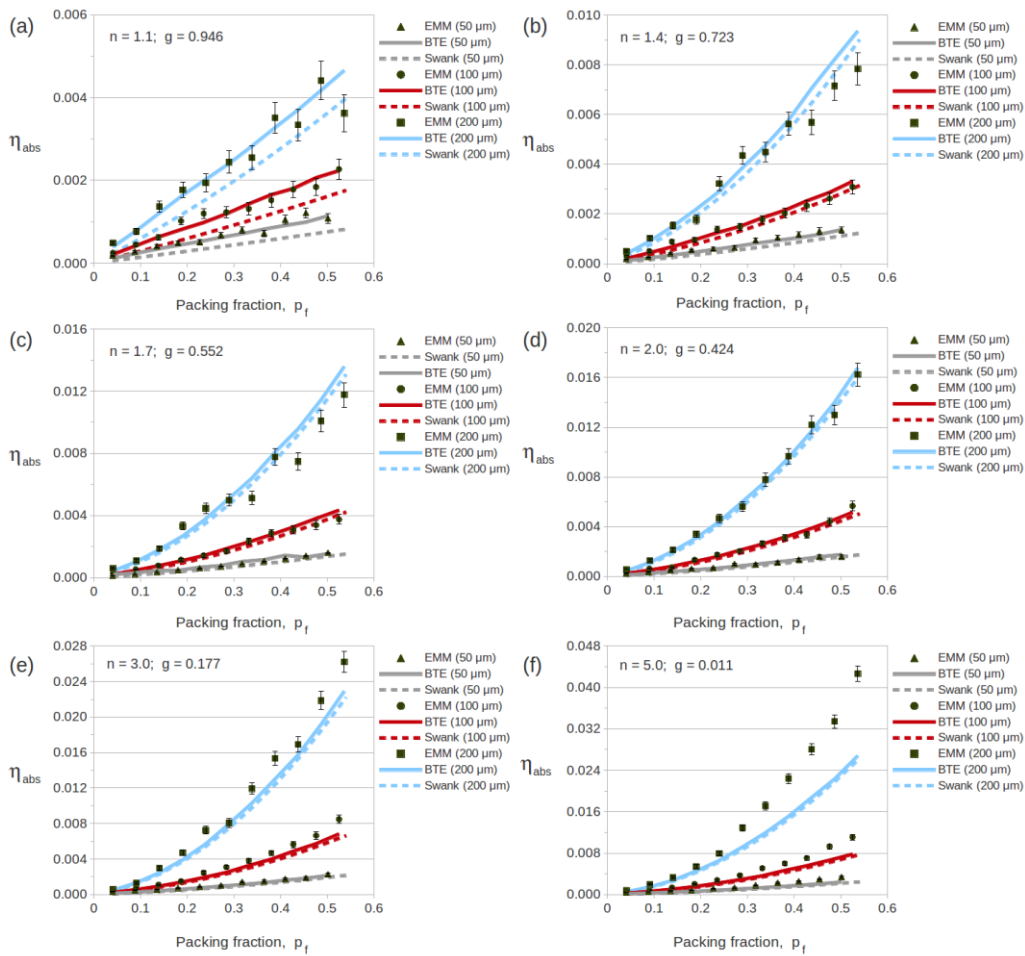 (a)
n = 1.1; g = 0.946
0.006
0.004
0.002
0.000
η_abs
0 0.1 0.2 0.3 0.4 0.5 0.6
Packing fraction, p_f
EMM (50 μm)
BTE (50 μm)
Swank (50 μm)
EMM (100 μm)
BTE (100 μm)
Swank (100 μm)
EMM (200 μm)
BTE (200 μm)
Swank (200 μm)
(b)
n = 1.4; g = 0.723
0.010
0.008
0.006
0.004
0.002
0.000
η_abs
0 0.1 0.2 0.3 0.4 0.5 0.6
Packing fraction, p_f
EMM (50 μm)
BTE (50 μm)
Swank (50 μm)
EMM (100 μm)
BTE (100 μm)
Swank (100 μm)
EMM (200 μm)
BTE (200 μm)
Swank (200 μm)
(c)
n = 1.7; g = 0.552
0.016
0.012
0.008
0.004
0.000
η_abs
0 0.1 0.2 0.3 0.4 0.5 0.6
Packing fraction, p_f
EMM (50 μm)
Swank (50 μm)
BTE (50 μm)
EMM (100 μm)
BTE (100 μm)
Swank (100 μm)
EMM (200 μm)
BTE (200 μm)
Swank (200 μm)
(d)
n = 2.0; g = 0.424
0.020
0.016
0.012
0.008
0.004
0.000
η_abs
0 0.1 0.2 0.3 0.4 0.5 0.6
Packing fraction, p_f
EMM (50 μm)
BTE (50 μm)
Swank (50 μm)
EMM (100 μm)
BTE (100 μm)
Swank (100 μm)
EMM (200 μm)
BTE (200 μm)
Swank (200 μm)
(e)
n = 3.0; g = 0.177
0.028
0.024
0.020
0.016
0.012
0.008
0.004
0.000
η_abs
0 0.1 0.2 0.3 0.4 0.5 0.6
Packing fraction, p_f
EMM (50 μm)
BTE (50 μm)
Swank (50 μm)
EMM (100 μm)
BTE (100 μm)
Swank (100 μm)
EMM (200 μm)
BTE (200 μm)
Swank (200 μm)
(f)
n = 5.0; g = 0.011
0.048
0.040
0.032
0.024
0.016
0.008
0.000
η_abs
0 0.1 0.2 0.3 0.4 0.5 0.6
Packing fraction, p_f
EMM (50 μm)
BTE (50 μm)
Swank (50 μm)
EMM (100 μm)
BTE (100 μm)
Swank (100 μm)
EMM (200 μm)
BTE (200 μm)
Swank (200 μm)